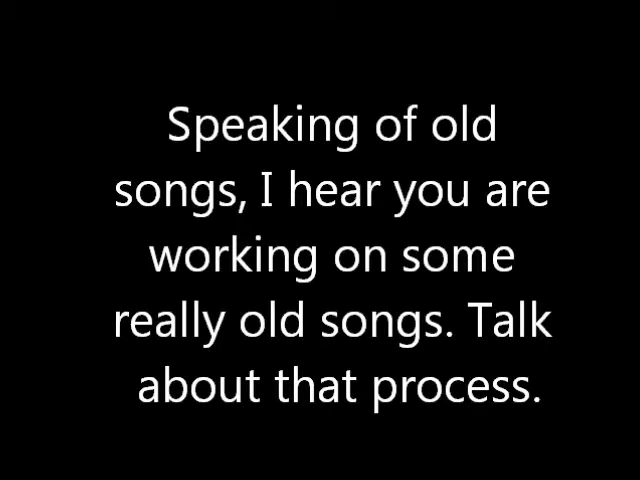 Speaking of old
songs, I hear you are
working on some
really old songs. Talk
about that process.